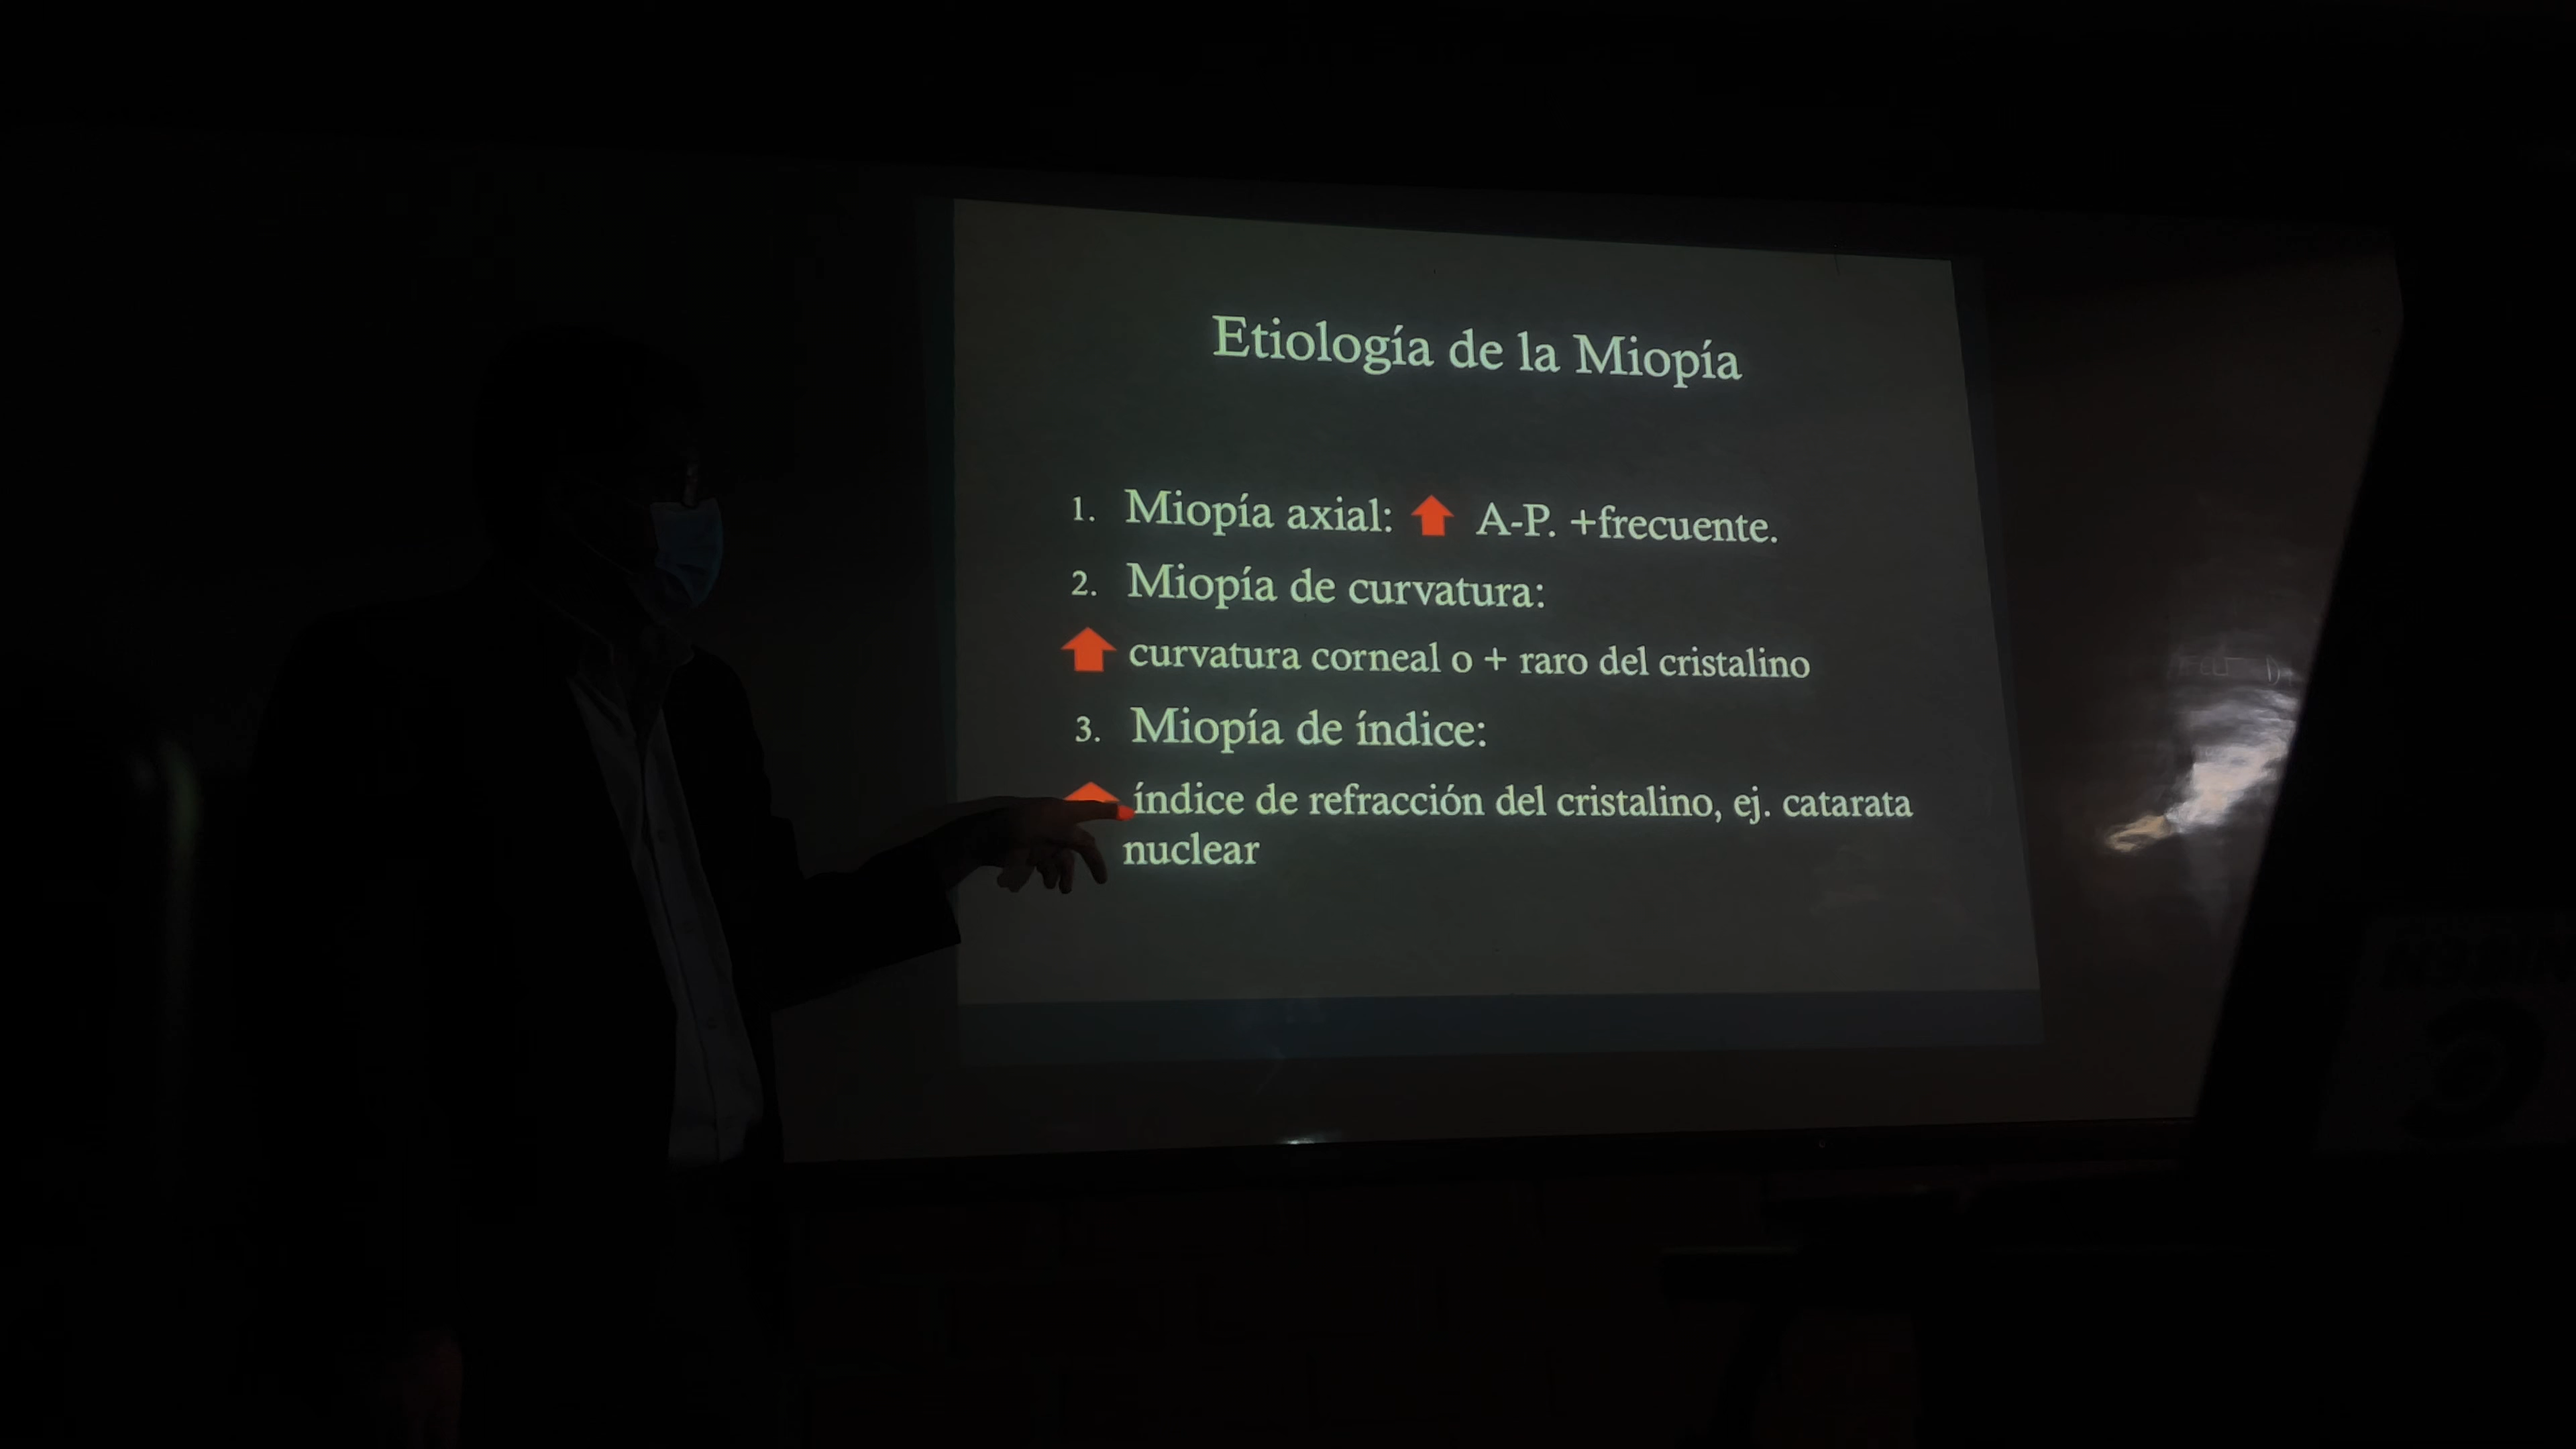 Etiología de la Miopía
1. Miopía axial: A-P. +frecuente.
2. Miopía de curvatura:
curvatura corneal o + raro del cristalino
3. Miopía de índice:
índice de refracción del cristalino, ej. catarata
nuclear